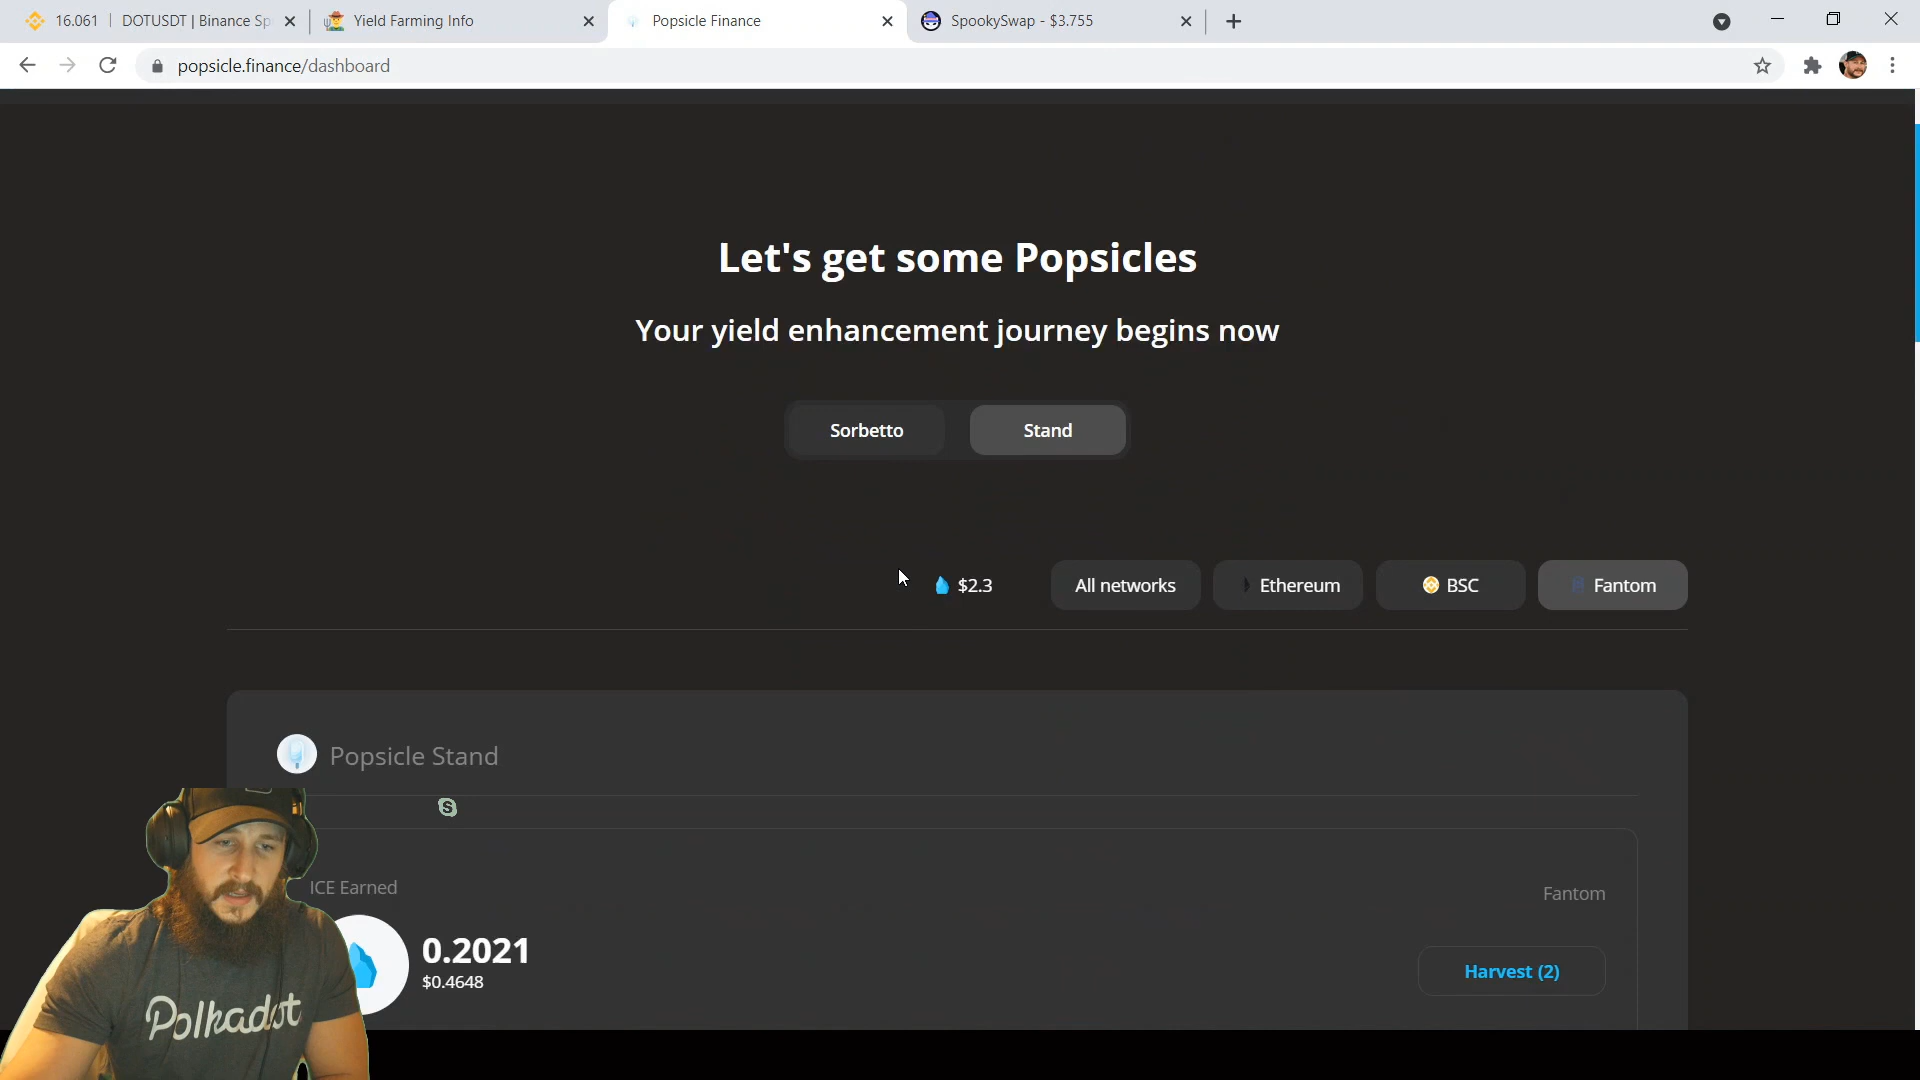 16.061 | DOTUSDT | Binance Sp
Yield Farming Info
Popsicle Finance
SpookySwap - $3.755
popsicle.finance/dashboard
Let's get some Popsicles
Your yield enhancement journey begins now
Sorbetto
Stand
$2.3
All networks
Ethereum
BSC
Fantom
Popsicle Stand
ICE Earned
Fantom
0.2021
$0.4648
Harvest (2)
Polkadot